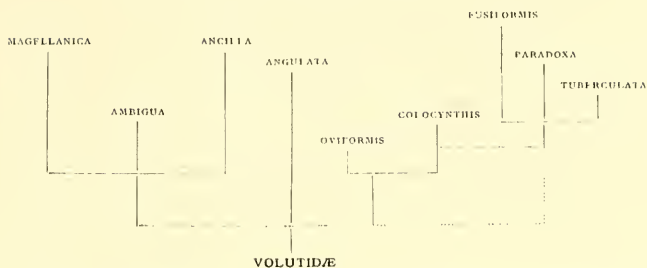 FUSIFORMIS
MAGELLANICA
ANCILLA
ANGULATA
PARADOXA
TUBERCULATA
AMBIGUA
COLOCYNTHIS
OVIFORMIS
VOLUTIDÆ